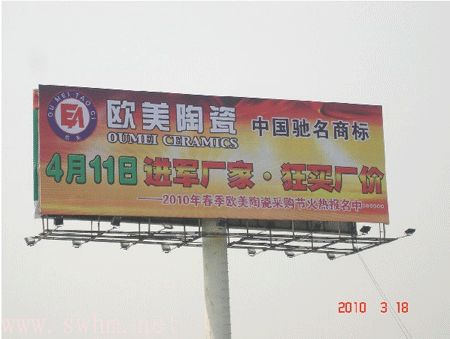 OU MEI TAO CI
EA
欧美
欧美陶瓷
OUMEI CERAMICS
中国驰名商标
4月11日 进军厂家·狂买厂价
——2010年春季欧美陶瓷采购节火热报名中
www.swhm.net
2010 3 18